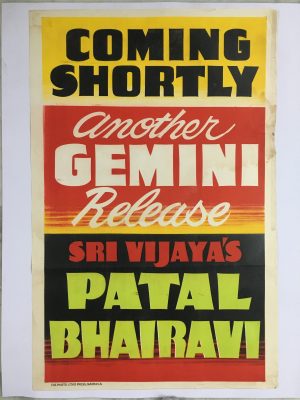 COMING
SHORTLY
another
GEMINI
Release
SRI VIJAYA'S
PATAL
BHAIRAVI